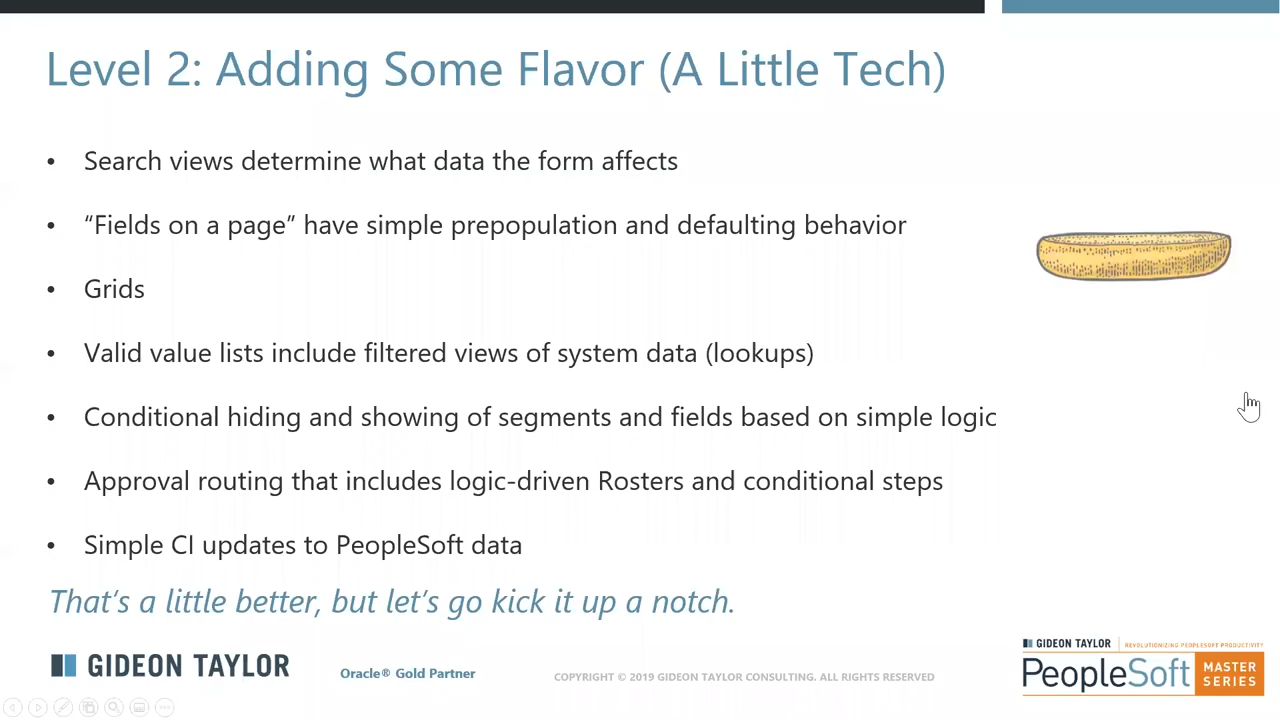 Level 2: Adding Some Flavor (A Little Tech)
• Search views determine what data the form affects
• “Fields on a page” have simple prepopulation and defaulting behavior
• Grids
• Valid value lists include filtered views of system data (lookups)
• Conditional hiding and showing of segments and fields based on simple logic
• Approval routing that includes logic-driven Rosters and conditional steps
• Simple CI updates to PeopleSoft data
That’s a little better, but let’s go kick it up a notch.
GIDEON TAYLOR
Oracle® Gold Partner
COPYRIGHT © 2019 GIDEON TAYLOR CONSULTING. ALL RIGHTS RESERVED
GIDEON TAYLOR
REVOLUTIONIZING PEOPLESOFT PRODUCTIVITY
PeopleSoft
MASTER
SERIES